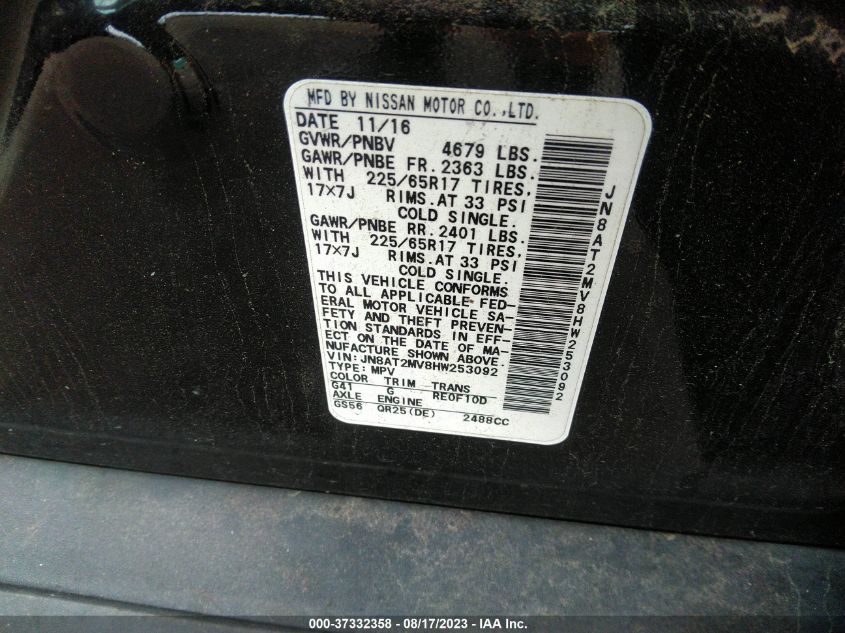 MFD BY NISSAN MOTOR CO.,LTD.
DATE 11/16
GVWR/PNBV 4679 LBS.
GAWR/PNBE FR. 2363 LBS.
WITH 225/65R17 TIRES,
17×7J RIMS.AT 33 PSI
COLD SINGLE.
GAWR/PNBE RR. 2401 LBS.
WITH 225/65R17 TIRES,
17×7J RIMS.AT 33 PSI
COLD SINGLE.
THIS VEHICLE CONFORMS
TO ALL APPLICABLE FED-
ERAL MOTOR VEHICLE SA-
FETY AND THEFT PREVEN-
TION STANDARDS IN EFF-
ECT ON THE DATE OF MA-
NUFACTURE SHOWN ABOVE.
VIN: JN8AT2MV8HW253092
TYPE: MPV
COLOR TRIM TRANS
G41 G RE0F10D
AXLE ENGINE
GS56 QR25(DE) 2488CC
JN8AT2MV8HW253092
000-37332358 - 08/17/2023 - © IAA Inc.